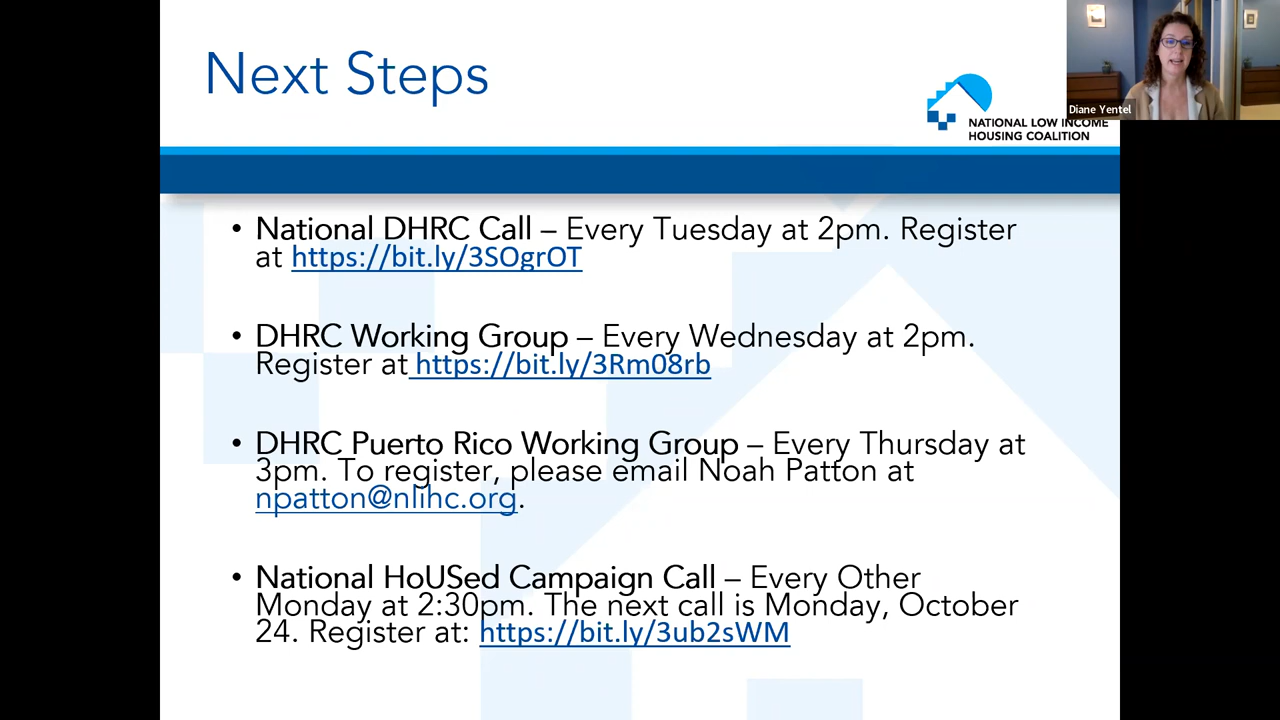 Next Steps
Diane Yentel
NATIONAL LOW INCOME
HOUSING COALITION
• National DHRC Call – Every Tuesday at 2pm. Register
at https://bit.ly/3SOgrOT
• DHRC Working Group – Every Wednesday at 2pm.
Register at https://bit.ly/3Rm08rb
• DHRC Puerto Rico Working Group – Every Thursday at
3pm. To register, please email Noah Patton at
npatton@nlihc.org.
• National HoUSed Campaign Call – Every Other
Monday at 2:30pm. The next call is Monday, October
24. Register at: https://bit.ly/3ub2sWM